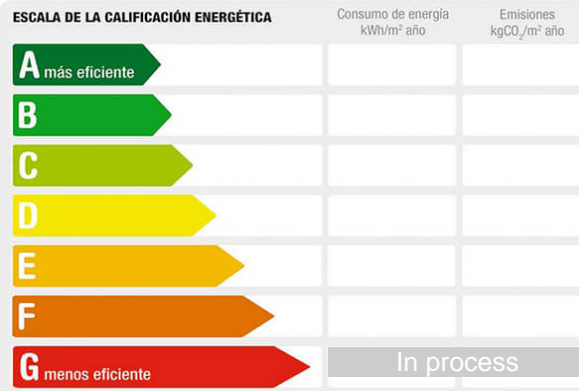 ESCALA DE LA CALIFICACIÓN ENERGÉTICA
Consumo de energía
kWh/m² año
Emisiones
kgCO₂/m² año
A más eficiente
B
C
D
E
F
G menos eficiente
In process